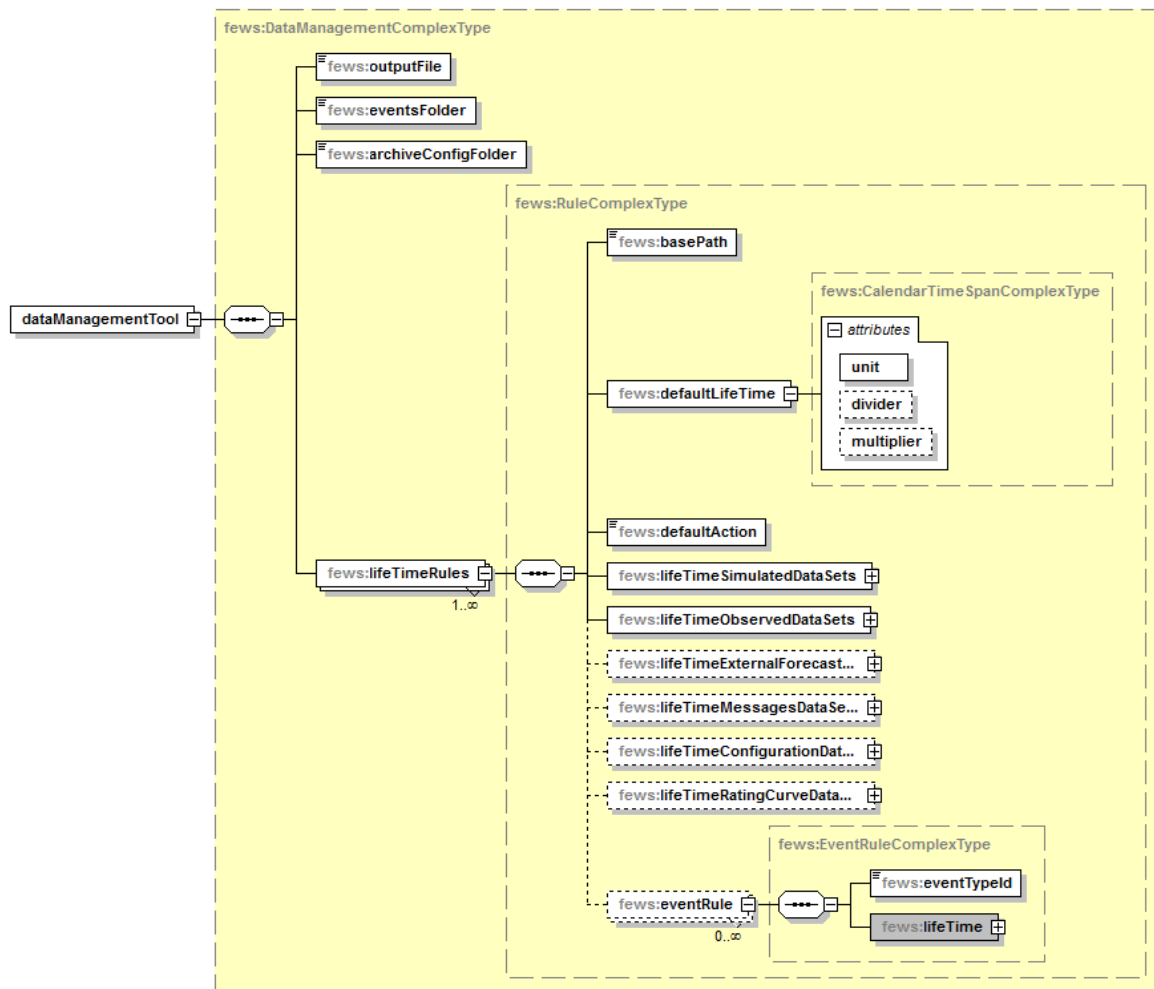 fews:DataManagementComplexType
fews:outputFile
fews:eventsFolder
fews:archiveConfigFolder
fews:RuleComplexType
fews:basePath
fews:CalendarTimeSpanComplexType
attributes
unit
divider
multiplier
dataManagementTool
fews:defaultLifeTime
fews:defaultAction
fews:lifeTimeRules
1..∞
fews:lifeTimeSimulatedDataSets
fews:lifeTimeObservedDataSets
fews:lifeTimeExternalForecast...
fews:lifeTimeMessagesDataSe...
fews:lifeTimeConfigurationDat...
fews:lifeTimeRatingCurveData...
fews:EventRuleComplexType
fews:eventTypeId
fews:eventRule
0..∞
fews:lifeTime